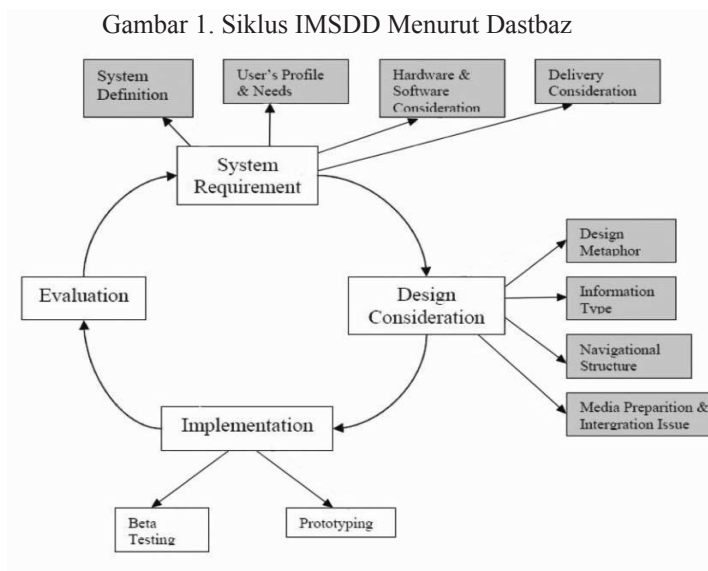 Gambar 1. Siklus IMSDD Menurut Dastbaz
System
Definition
User's Profile
& Needs
Hardware &
Software
Consideration
Delivery
Consideration
System
Requirement
Design
Metaphor
Information
Type
Navigational
Structure
Media Preparition &
Intergration Issue
Evaluation
Design
Consideration
Implementation
Beta
Testing
Prototyping